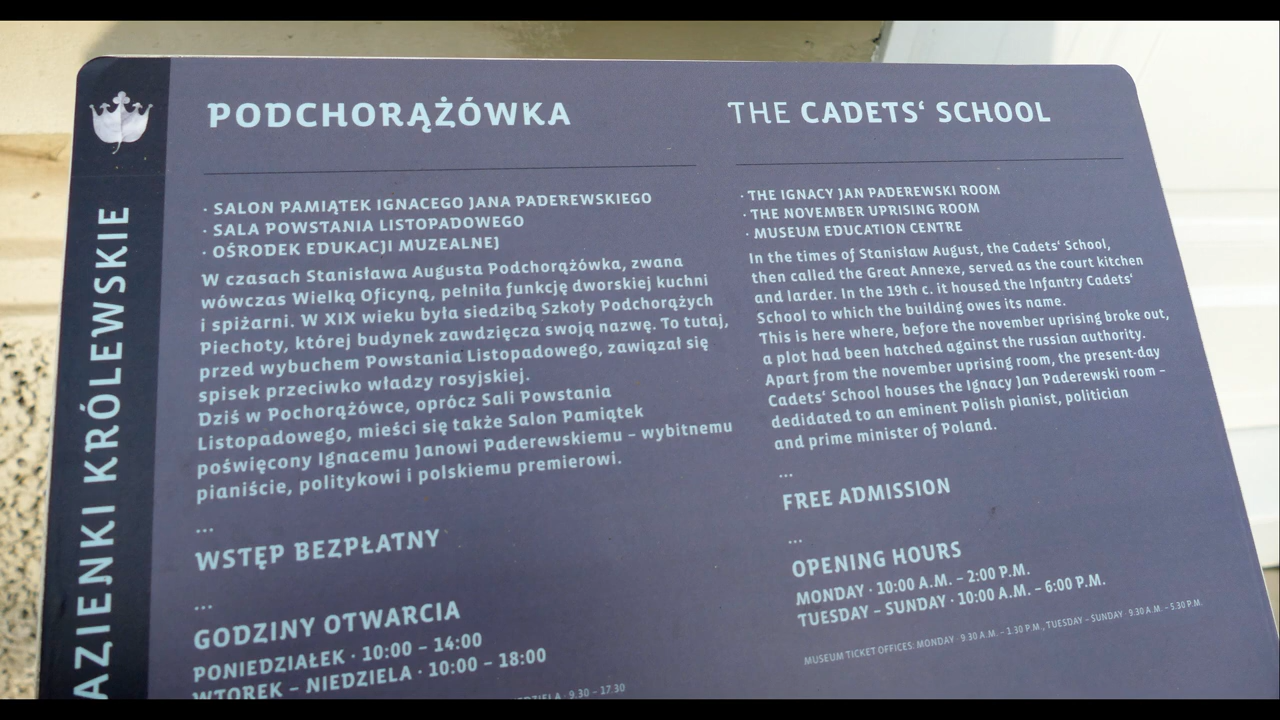 AZIENKI KRÓLEWSKIE
PODCHORĄŻÓWKA
· SALON PAMIĄTEK IGNACEGO JANA PADEREWSKIEGO
· SALA POWSTANIA LISTOPADOWEGO
· OŚRODEK EDUKACJI MUZEALNEJ
W czasach Stanisława Augusta Podchorążówka, zwana
wówczas Wielką Oficyną, pełniła funkcję dworskiej kuchni
i spiżarni. W XIX wieku była siedzibą Szkoły Podchorążych
Piechoty, której budynek zawdzięcza swoją nazwę. To tutaj,
przed wybuchem Powstania Listopadowego, zawiązał się
spisek przeciwko władzy rosyjskiej.
Dziś w Pochorążówce, oprócz Sali Powstania
Listopadowego, mieści się także Salon Pamiątek
poświęcony Ignacemu Janowi Paderewskiemu – wybitnemu
pianiście, politykowi i polskiemu premierowi.
...
WSTĘP BEZPŁATNY
...
GODZINY OTWARCIA
PONIEDZIAŁEK · 10:00 – 14:00
WTOREK – NIEDZIELA · 10:00 – 18:00
DZIELA · 9.30 – 17.30
THE CADETS‘ SCHOOL
· THE IGNACY JAN PADEREWSKI ROOM
· THE NOVEMBER UPRISING ROOM
· MUSEUM EDUCATION CENTRE
In the times of Stanisław August, the Cadets‘ School,
then called the Great Annexe, served as the court kitchen
and larder. In the 19th c. it housed the Infantry Cadets‘
School to which the building owes its name.
This is here where, before the november uprising broke out,
a plot had been hatched against the russian authority.
Apart from the november uprising room, the present-day
Cadets‘ School houses the Ignacy Jan Paderewski room –
dedidated to an eminent Polish pianist, politician
and prime minister of Poland.
...
FREE ADMISSION
...
OPENING HOURS
MONDAY · 10:00 A.M. – 2:00 P.M.
TUESDAY – SUNDAY · 10:00 A.M. – 6:00 P.M.
MUSEUM TICKET OFFICES: MONDAY · 9.30 A.M. – 1.30 P.M., TUESDAY – SUNDAY · 9.30 A.M. – 5.30 P.M.